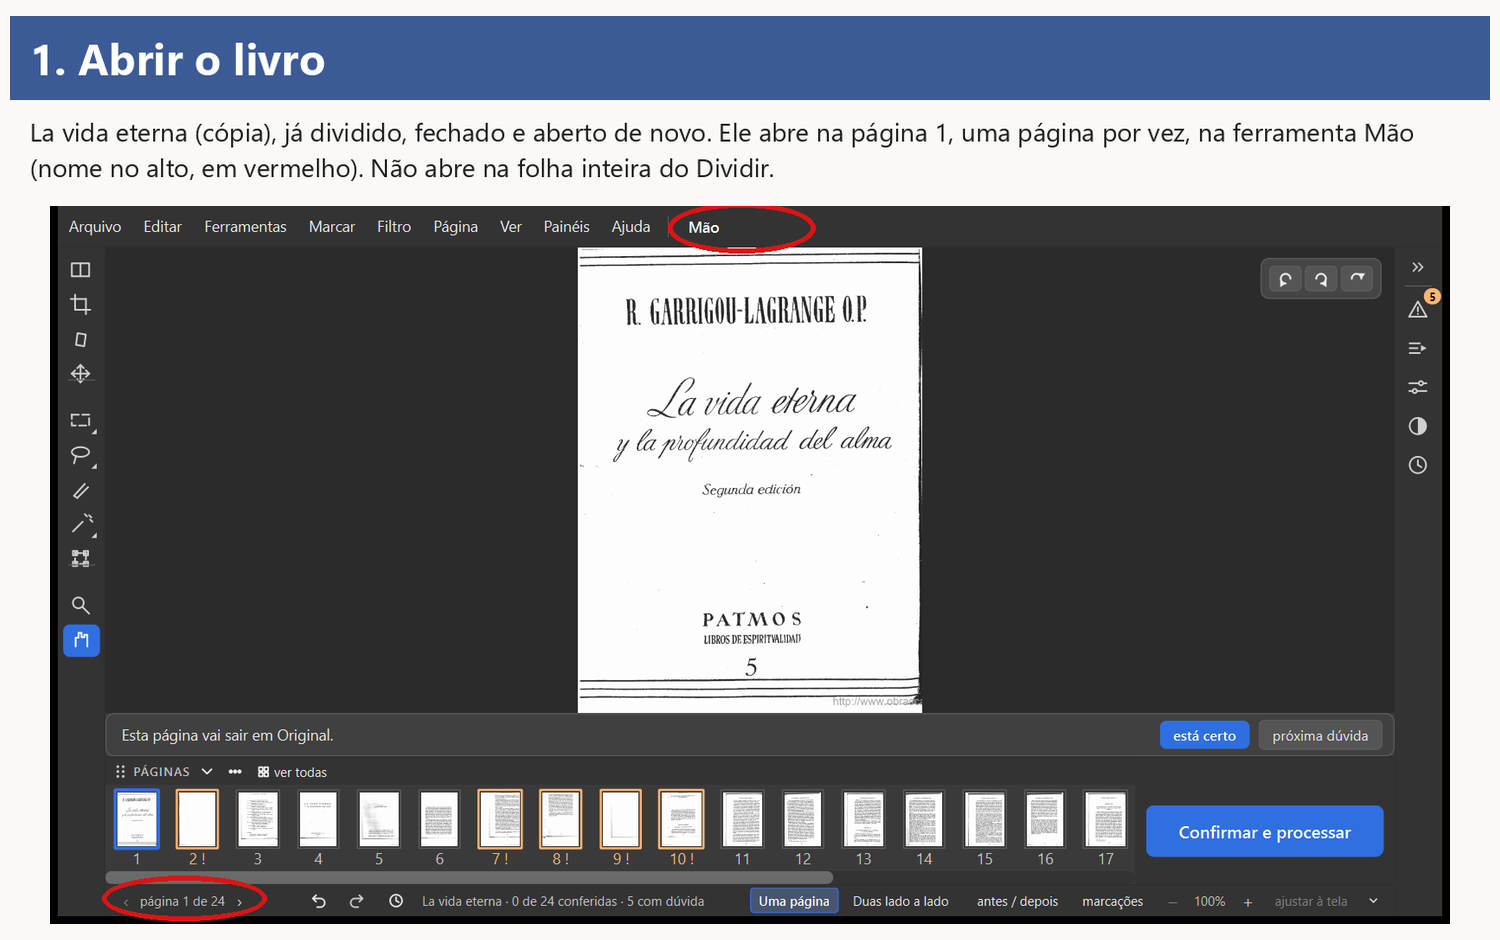 1. Abrir o livro
La vida eterna (cópia), já dividido, fechado e aberto de novo. Ele abre na página 1, uma página por vez, na ferramenta Mão
(nome no alto, em vermelho). Não abre na folha inteira do Dividir.
Arquivo Editar Ferramentas Marcar Filtro Página Ver Painéis Ajuda Mão
5
R. GARRIGOU-LAGRANGE O.P.
La vida eterna
y la profundidad del alma
Segunda edición
PATMOS
LIBROS DE ESPIRITVALIDAD
5
http://www.obras
Esta página vai sair em Original. está certo próxima dúvida
PÁGINAS ••• ver todas
1 2 ! 3 4 5 6 7 ! 8 ! 9 ! 10 ! 11 12 13 14 15 16 17
Confirmar e processar
‹ página 1 de 24 › La vida eterna · 0 de 24 conferidas · 5 com dúvida Uma página Duas lado a lado antes / depois marcações − 100% + ajustar à tela